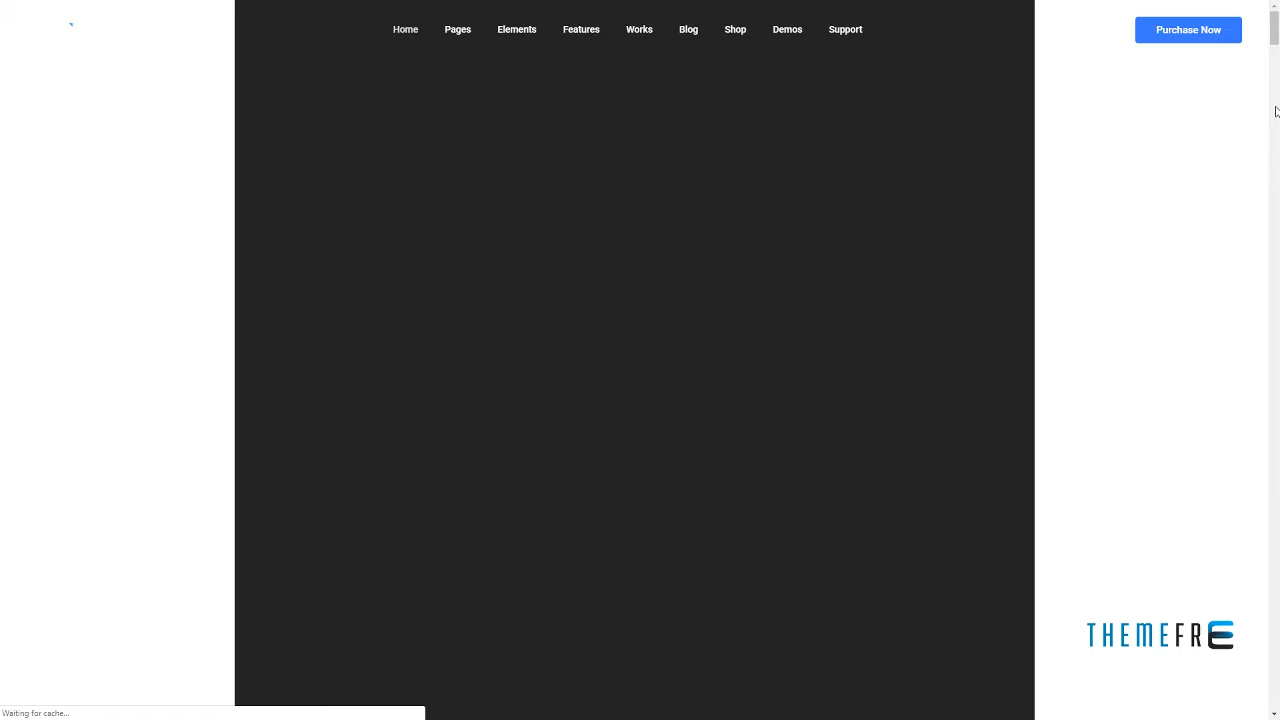 Home Pages Elements Features Works Blog Shop Demos Support Purchase Now
THEMEFRE
Waiting for cache...